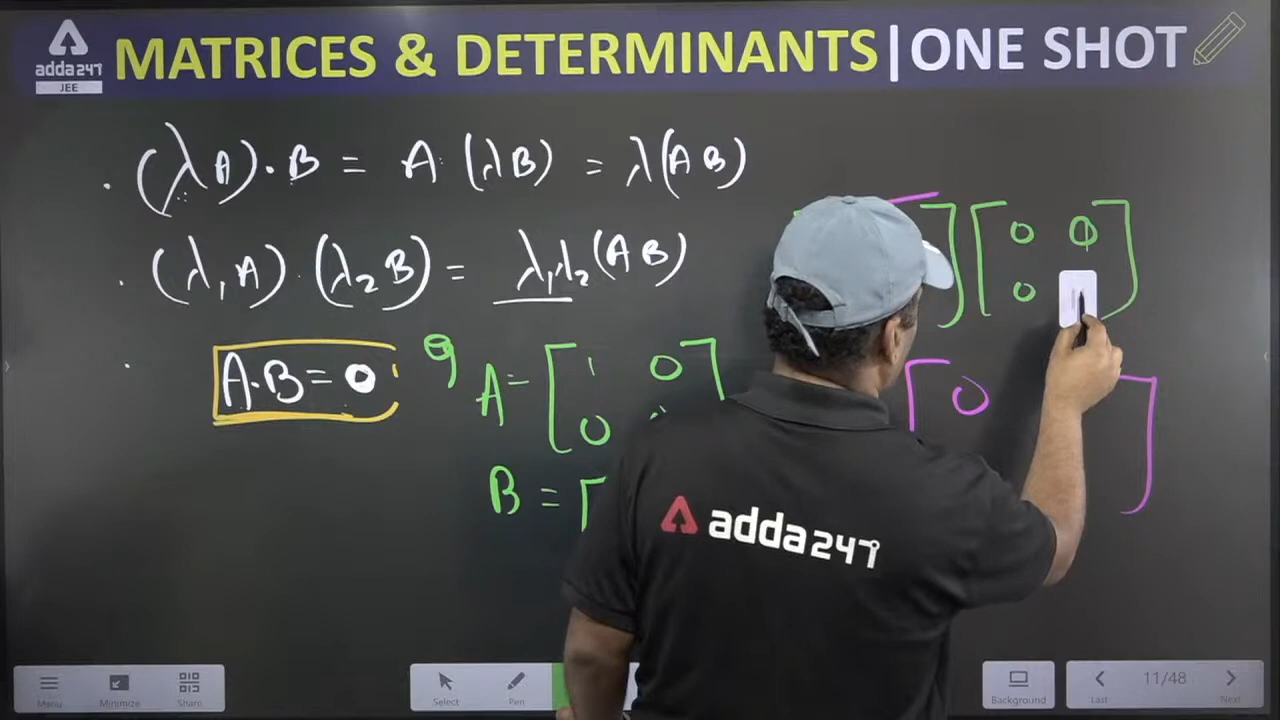 adda247
JEE
MATRICES & DETERMINANTS | ONE SHOT
. (λA)·B = A·(λB) = λ(AB)
. (λ₁A)·(λ₂B) = λ₁λ₂(AB)
. A·B = 0
eg A = [1 0
0
B = [
] [0 0
0 ]
[0 ]
adda247
Menu Minimize Share Select Pen Background Last 11/48 Next